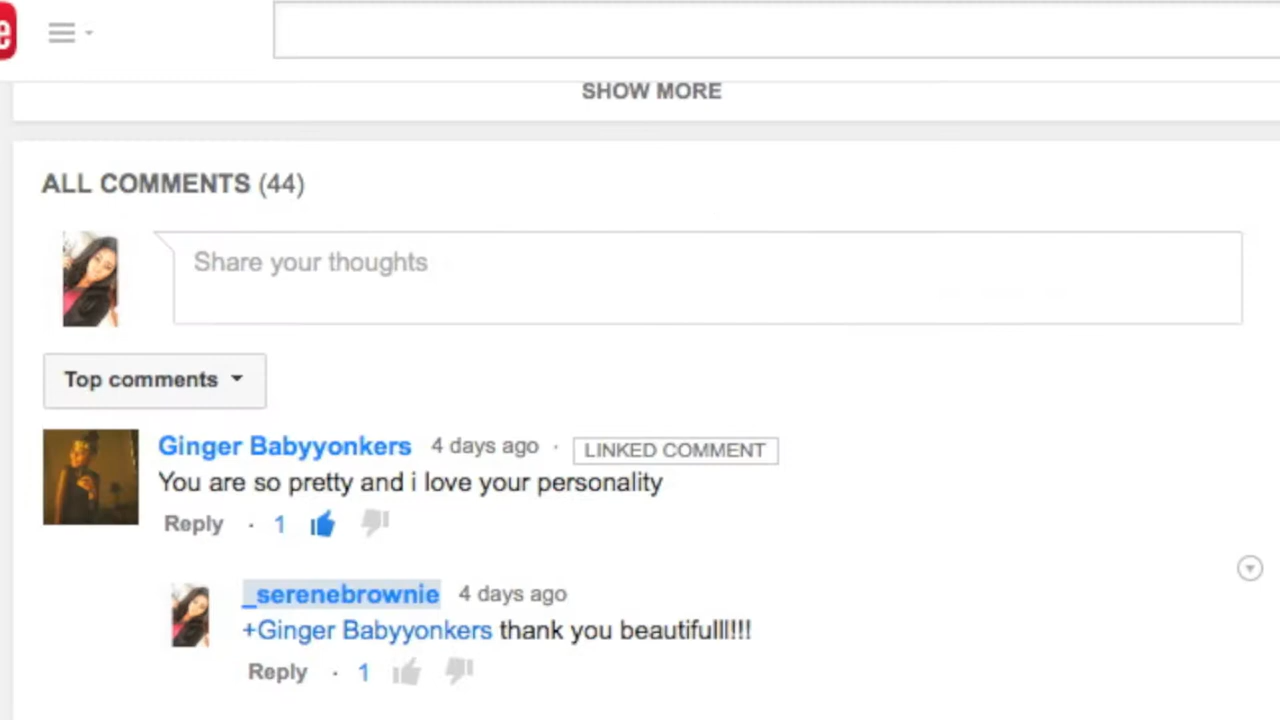 e
SHOW MORE
ALL COMMENTS (44)
Share your thoughts
Top comments
Ginger Babyyonkers 4 days ago · LINKED COMMENT
You are so pretty and i love your personality
Reply · 1
_serenebrownie 4 days ago
+Ginger Babyyonkers thank you beautifulll!!!
Reply · 1